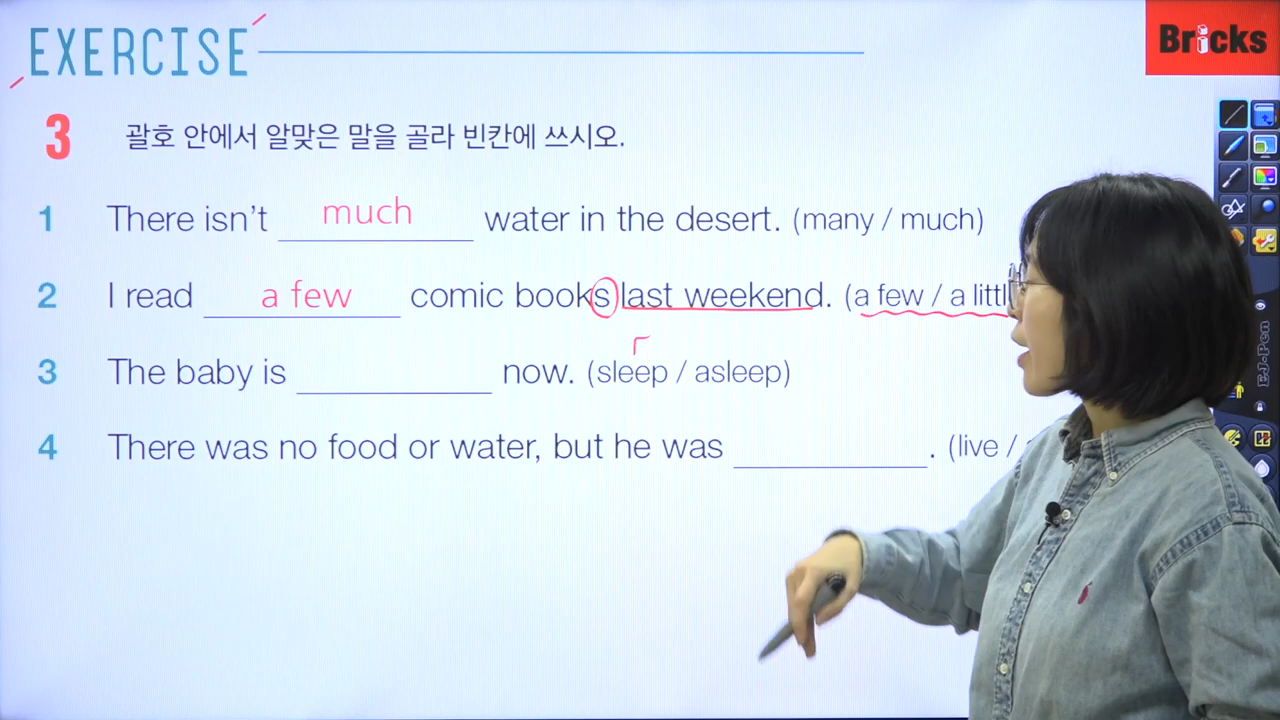 EXERCISE
Bricks
3 괄호 안에서 알맞은 말을 골라 빈칸에 쓰시오.
1 There isn't much water in the desert. (many / much)
2 I read a few comic books last weekend. (a few / a littl
3 The baby is now. (sleep / asleep)
4 There was no food or water, but he was . (live /
EJ-Pen